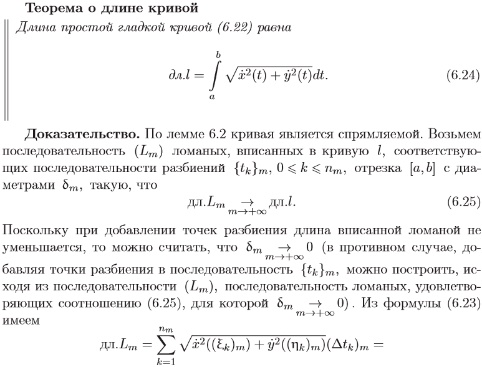 Теорема о длине кривой
Длина простой гладкой кривой (6.22) равна
дл.l = ∫_a^b √(ẋ²(t) + ẏ²(t)) dt. (6.24)
Доказательство. По лемме 6.2 кривая является спрямляемой. Возьмем
последовательность (L_m) ломаных, вписанных в кривую l, соответствую-
щих последовательности разбиений {t_k}_m, 0 ⩽ k ⩽ n_m, отрезка [a, b] с диа-
метрами δ_m, такую, что
дл.L_m →_{m→+∞} дл.l. (6.25)
Поскольку при добавлении точек разбиения длина вписанной ломаной не
уменьшается, то можно считать, что δ_m →_{m→+∞} 0 (в противном случае, до-
бавляя точки разбиения в последовательность {t_k}_m, можно построить, ис-
ходя из последовательности (L_m), последовательность ломаных, удовлетво-
ряющих соотношению (6.25), для которой δ_m →_{m→+∞} 0). Из формулы (6.23)
имеем
дл.L_m = ∑_{k=1}^{n_m} √(ẋ²((ξ_k)_m) + ẏ²((η_k)_m)) (Δt_k)_m =